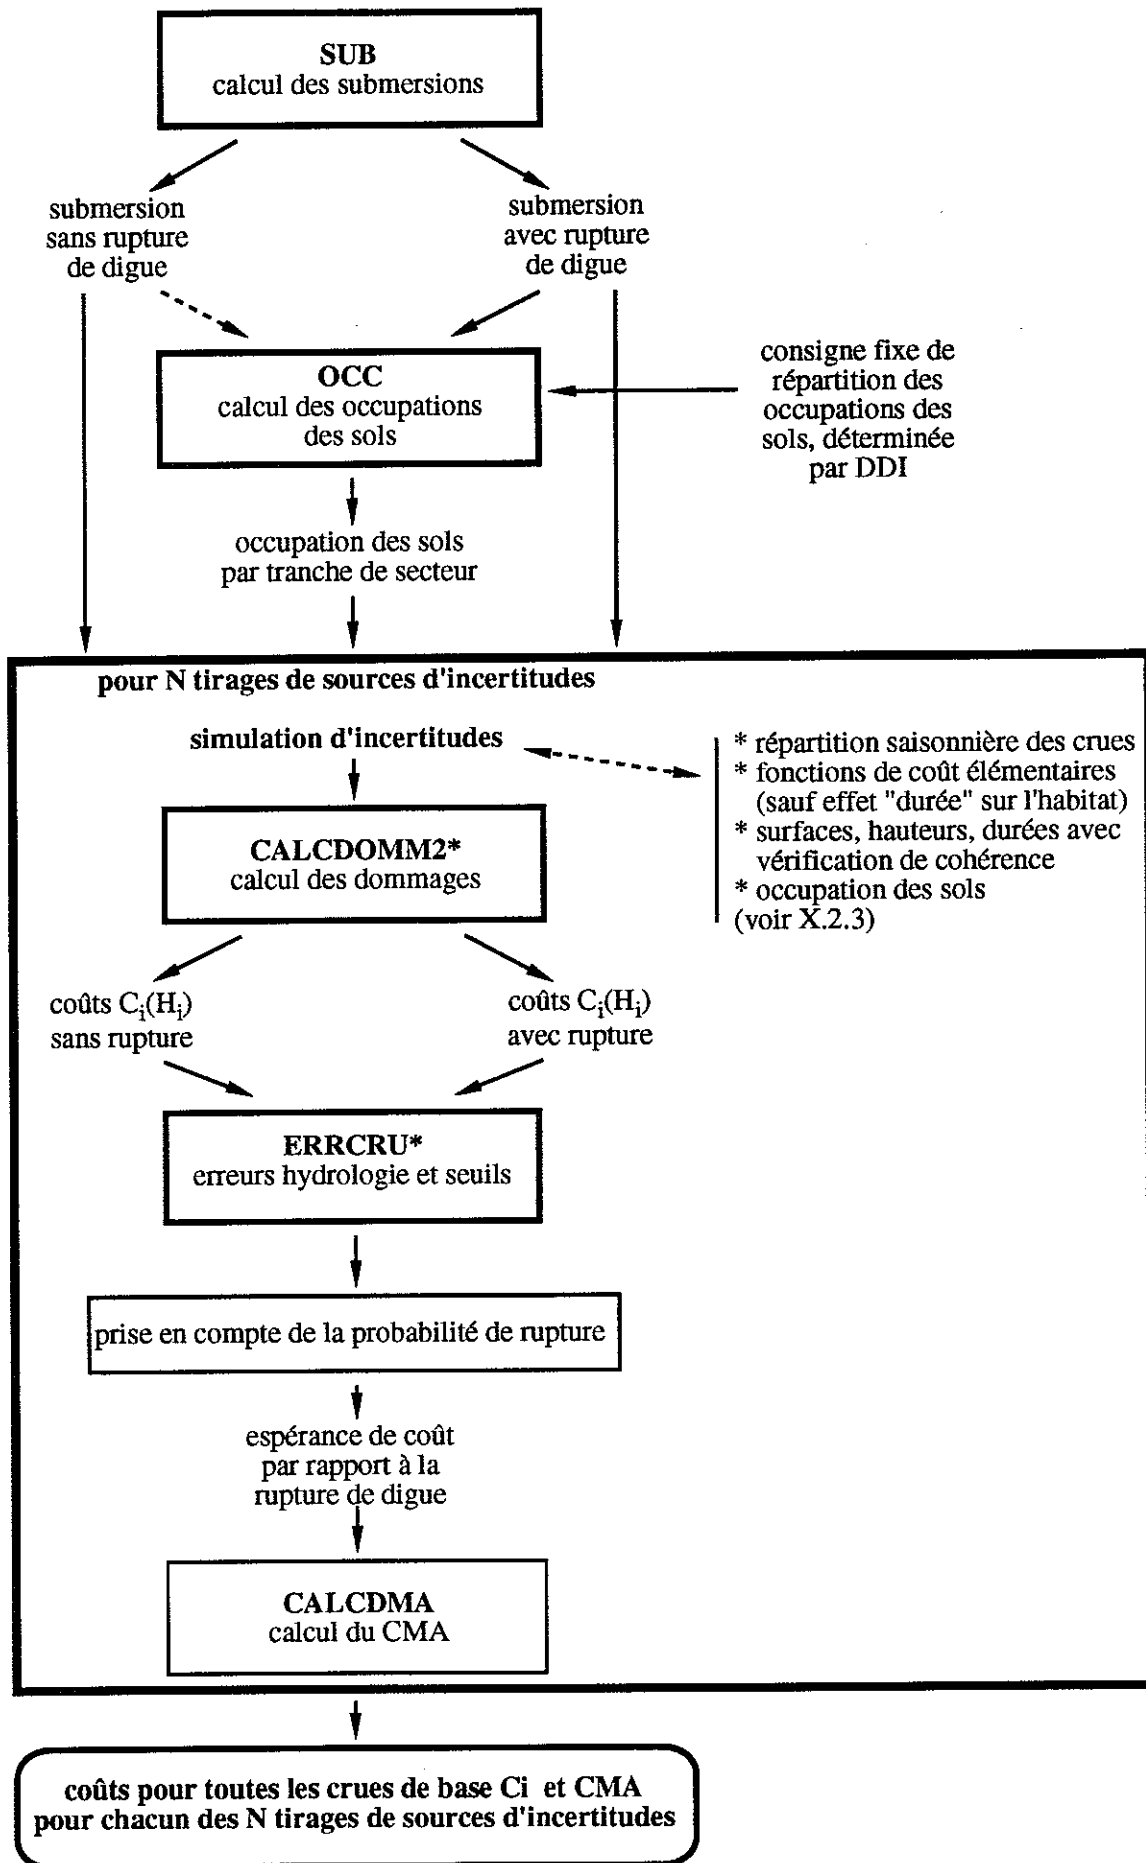 SUB
calcul des submersions
submersion
sans rupture
de digue
submersion
avec rupture
de digue
OCC
calcul des occupations
des sols
consigne fixe de
répartition des
occupations des
sols, déterminée
par DDI
occupation des sols
par tranche de secteur
pour N tirages de sources d'incertitudes
simulation d'incertitudes
* répartition saisonnière des crues
* fonctions de coût élémentaires
(sauf effet "durée" sur l'habitat)
* surfaces, hauteurs, durées avec
vérification de cohérence
* occupation des sols
(voir X.2.3)
CALCDOMM2*
calcul des dommages
coûts Ci(Hi)
sans rupture
coûts Ci(Hi)
avec rupture
ERRCRU*
erreurs hydrologie et seuils
prise en compte de la probabilité de rupture
espérance de coût
par rapport à la
rupture de digue
CALCDMA
calcul du CMA
coûts pour toutes les crues de base Ci et CMA
pour chacun des N tirages de sources d'incertitudes